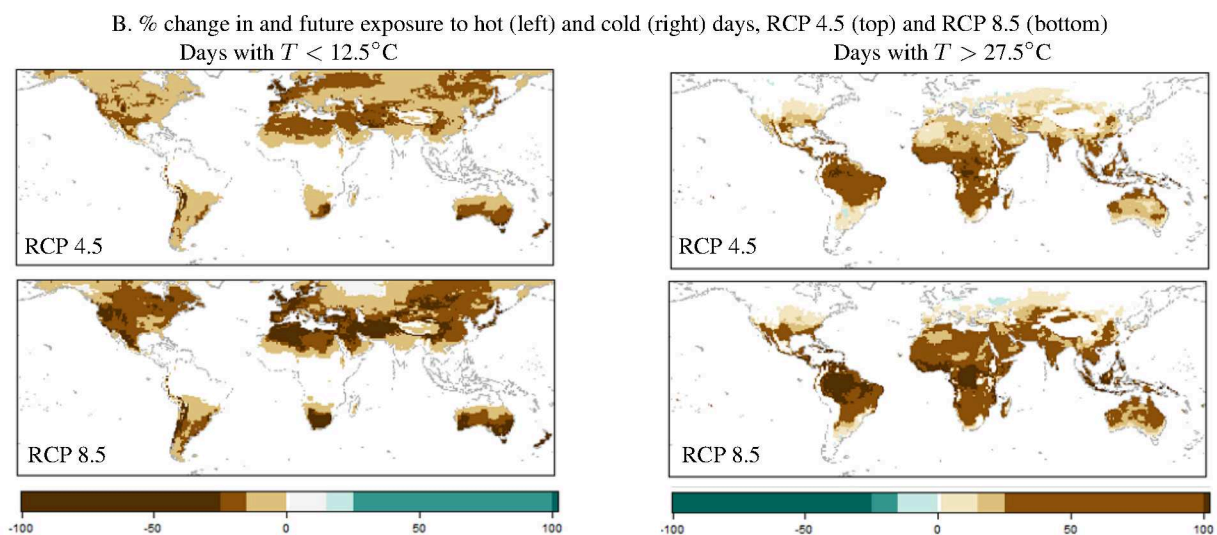 B. % change in and future exposure to hot (left) and cold (right) days, RCP 4.5 (top) and RCP 8.5 (bottom)
Days with T < 12.5°C
Days with T > 27.5°C
RCP 4.5
RCP 4.5
RCP 8.5
RCP 8.5
-100 -50 0 50 100
-100 -50 0 50 100